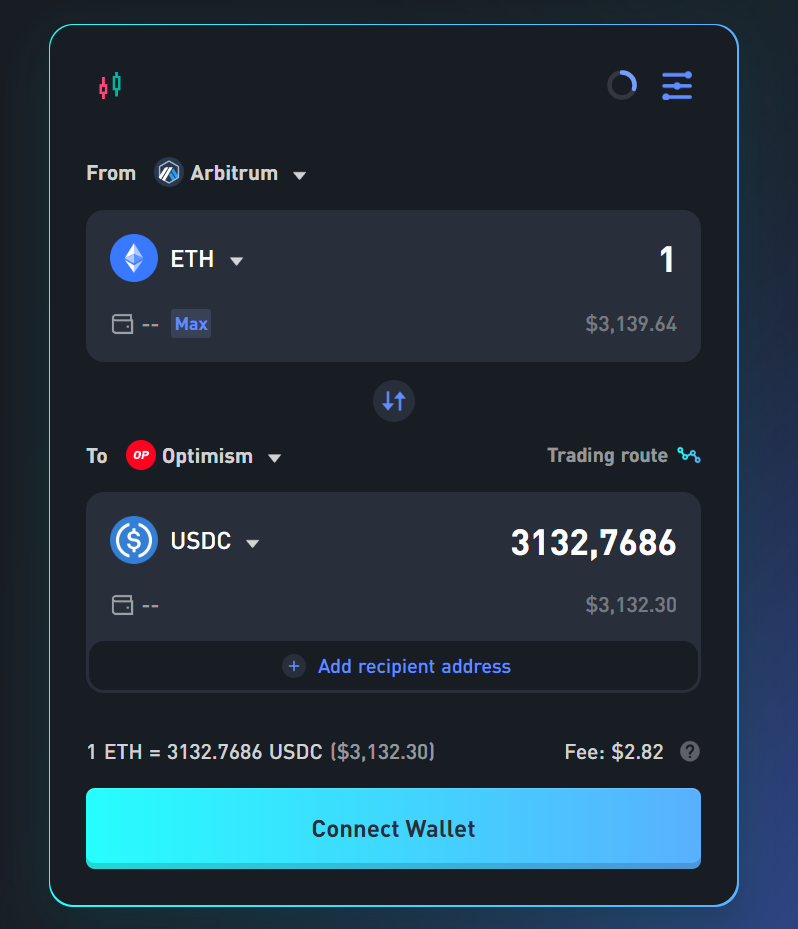 From Arbitrum
ETH 1
-- Max $3,139.64
To OP Optimism Trading route
USDC 3132,7686
-- $3,132.30
+ Add recipient address
1 ETH = 3132.7686 USDC ($3,132.30) Fee: $2.82 ?
Connect Wallet